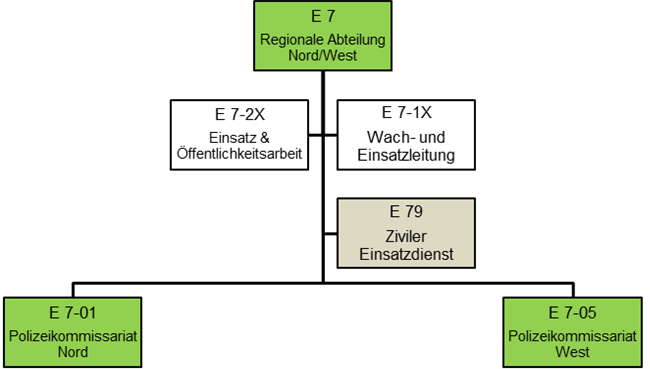 E 7
Regionale Abteilung
Nord/West
E 7-2X
Einsatz &
Öffentlichkeitsarbeit
E 7-1X
Wach- und
Einsatzleitung
E 79
Ziviler
Einsatzdienst
E 7-01
Polizeikommissariat
Nord
E 7-05
Polizeikommissariat
West